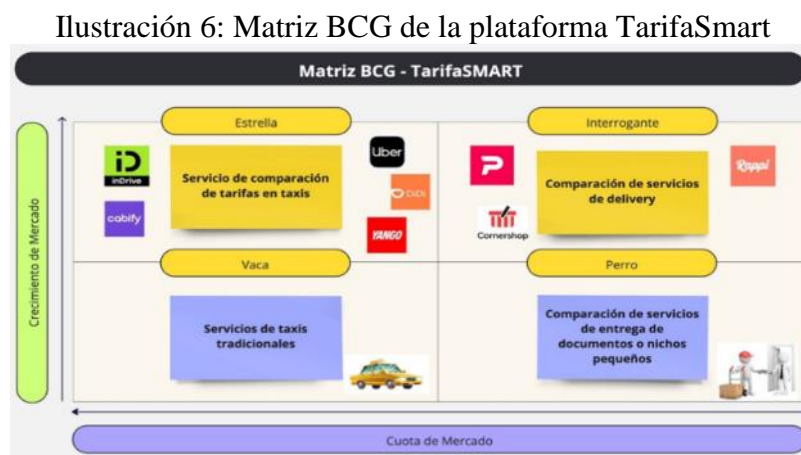 Ilustración 6: Matriz BCG de la plataforma TarifaSmart
Matriz BCG - TarifaSMART
Estrella
Interrogante
inDrive
cabify
Servicio de comparación
de tarifas en taxis
Uber
DiDi
YANGO
Cornershop
Comparación de servicios
de delivery
Rappi
Crecimiento de Mercado
Vaca
Perro
Servicios de taxis
tradicionales
Comparación de servicios
de entrega de
documentos o nichos
pequeños
Cuota de Mercado